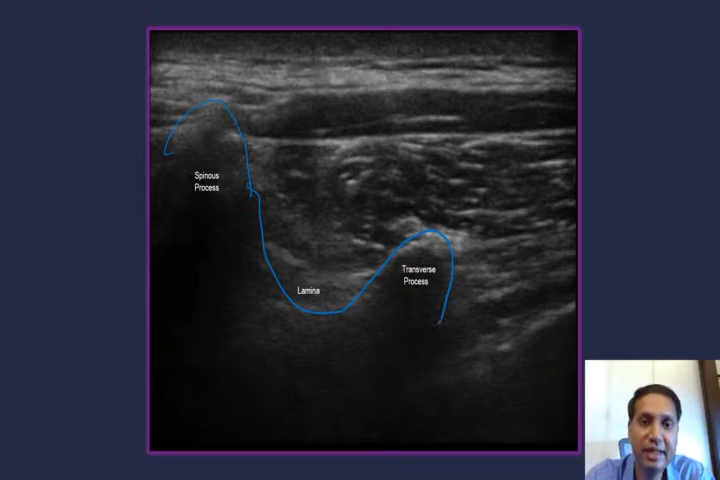 Spinous
Process
Transverse
Process
Lamina